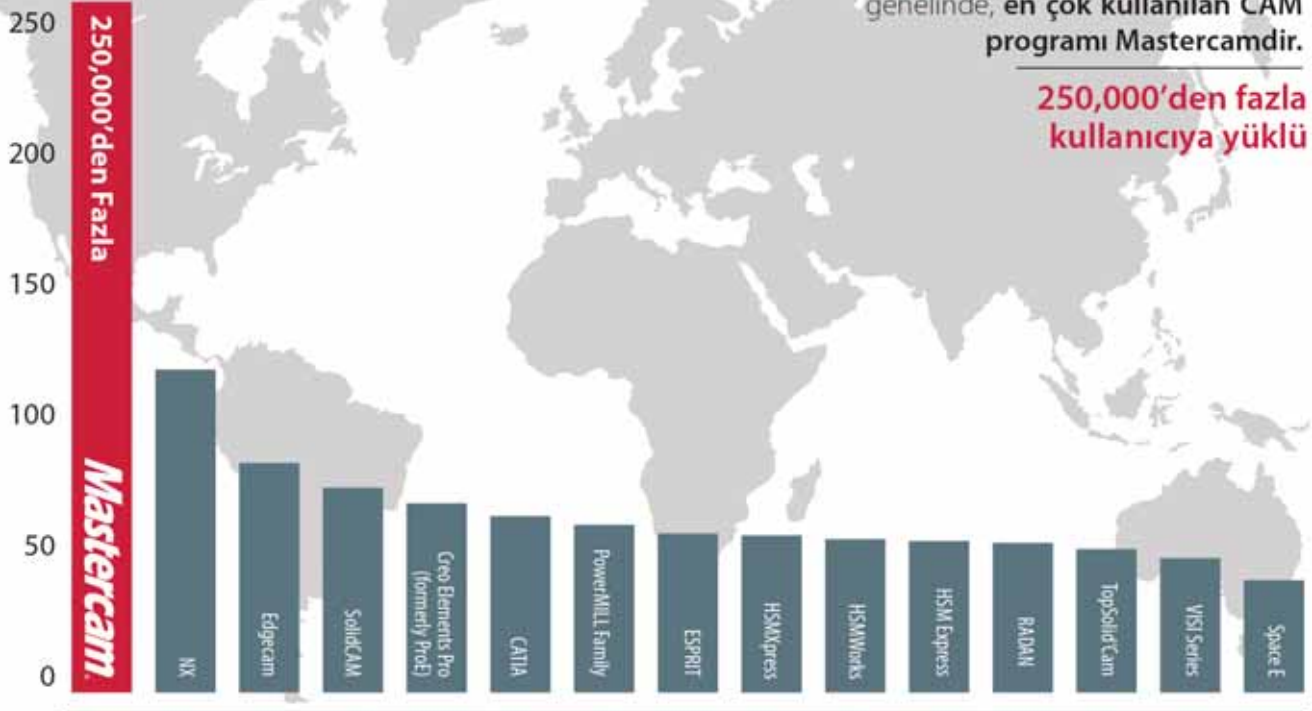 genelinde, en çok kullanılan CAM
programı Mastercamdir.
250,000'den fazla
kullanıcıya yüklü
250
200
150
100
50
0
250,000'den Fazla
Mastercam
NX
Edgecam
SolidCAM
Creo Elements Pro
(formerly ProE)
CATIA
PowerMILL Family
ESPRIT
HSMXpress
HSMWorks
HSM Express
RADAN
TopSolid'Cam
VISI Series
Space E